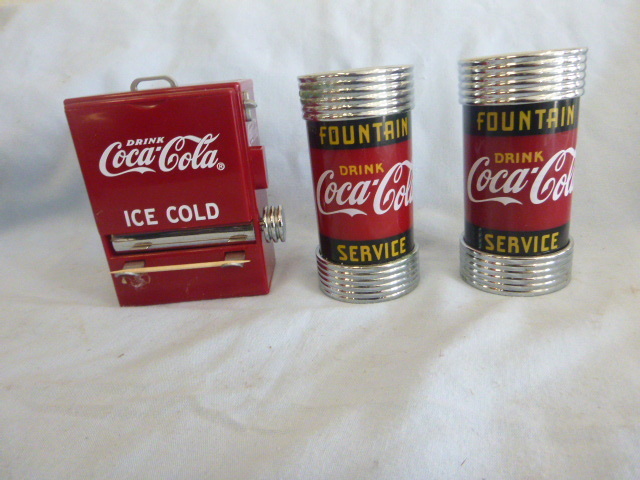 DRINK
Coca-Cola®
ICE COLD
FOUNTAIN
DRINK
Coca-Cola
SERVICE
FOUNTAIN
DRINK
Coca-Cola
SERVICE